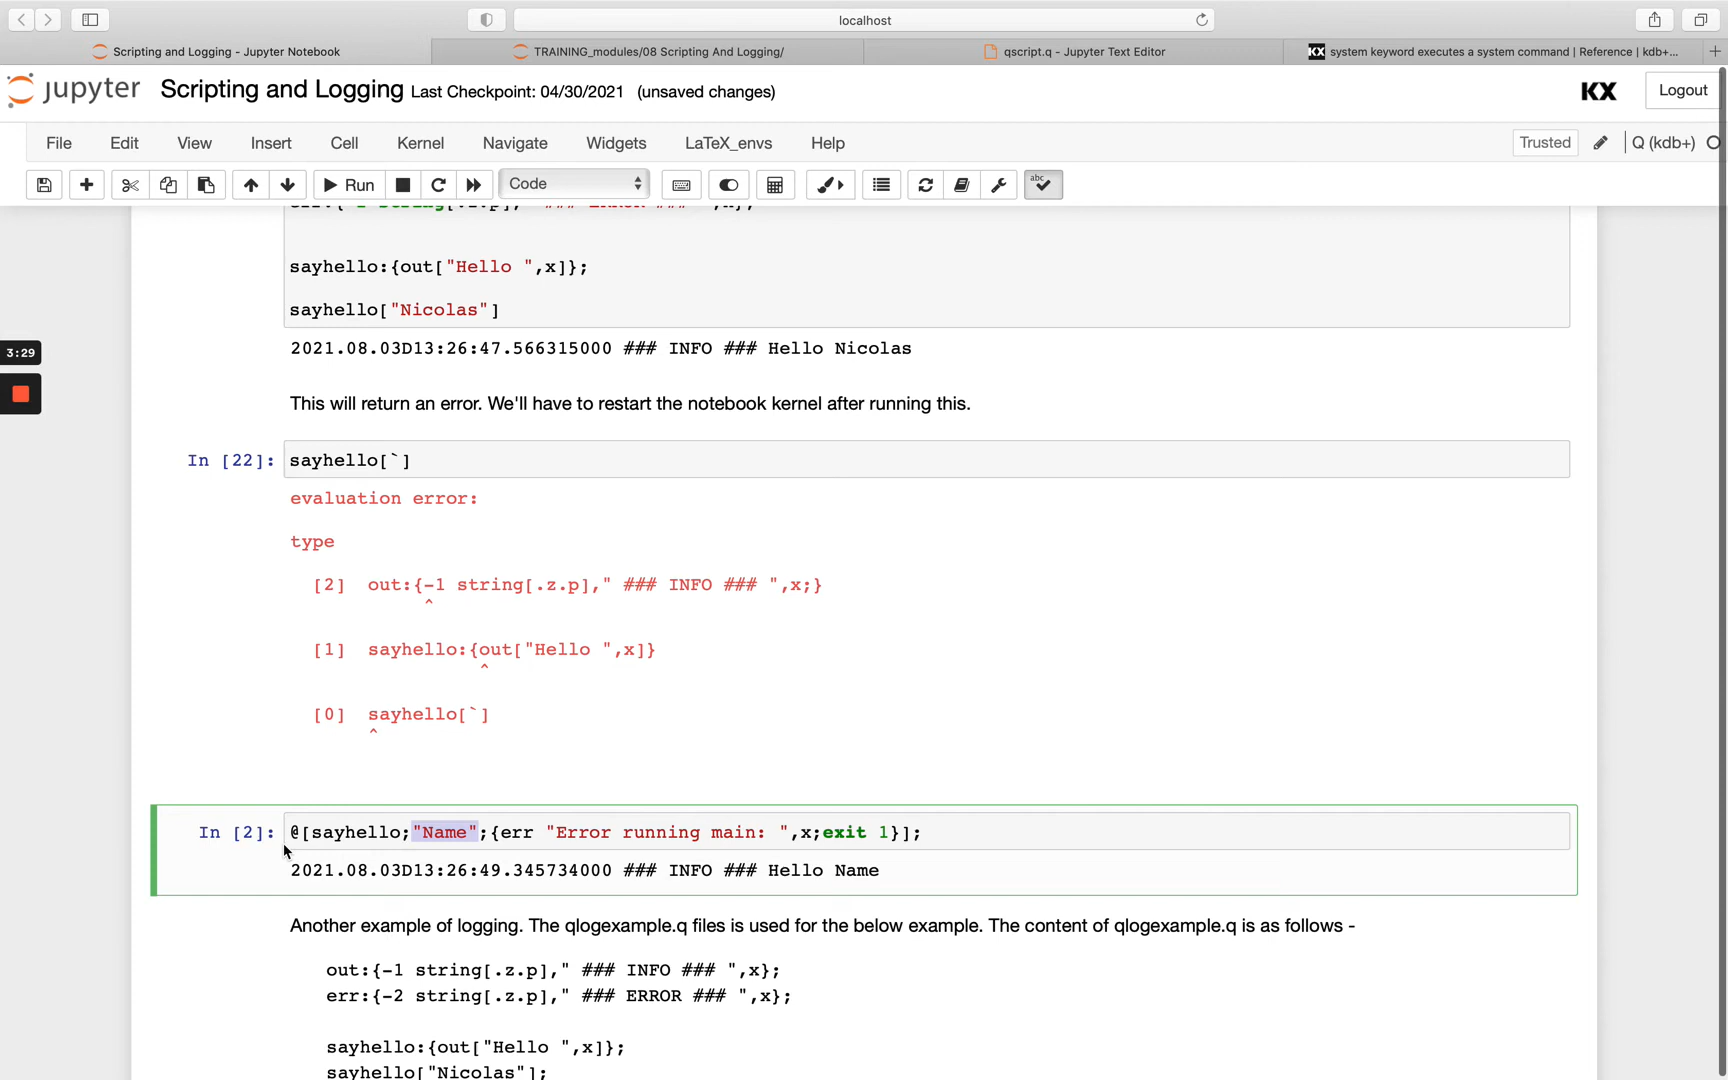 localhost
Scripting and Logging - Jupyter Notebook
TRAINING_modules/08 Scripting And Logging/
qscript.q - Jupyter Text Editor
KX system keyword executes a system command | Reference | kdb+...
jupyter Scripting and Logging Last Checkpoint: 04/30/2021 (unsaved changes)
KX
Logout
File Edit View Insert Cell Kernel Navigate Widgets LaTeX_envs Help
Trusted
Q (kdb+)
Run
Code
abc
sayhello:{out["Hello ",x]};
sayhello["Nicolas"]
2021.08.03D13:26:47.566315000 ### INFO ### Hello Nicolas
3:29
This will return an error. We'll have to restart the notebook kernel after running this.
In [22]: sayhello[`]
evaluation error:
type
[2] out:{-1 string[.z.p]," ### INFO ### ",x;}
^
[1] sayhello:{out["Hello ",x]}
^
[0] sayhello[`]
^
In [2]: @[sayhello;"Name";{err "Error running main: ",x;exit 1}];
2021.08.03D13:26:49.345734000 ### INFO ### Hello Name
Another example of logging. The qlogexample.q files is used for the below example. The content of qlogexample.q is as follows -
out:{-1 string[.z.p]," ### INFO ### ",x};
err:{-2 string[.z.p]," ### ERROR ### ",x};
sayhello:{out["Hello ",x]};
sayhello["Nicolas"];